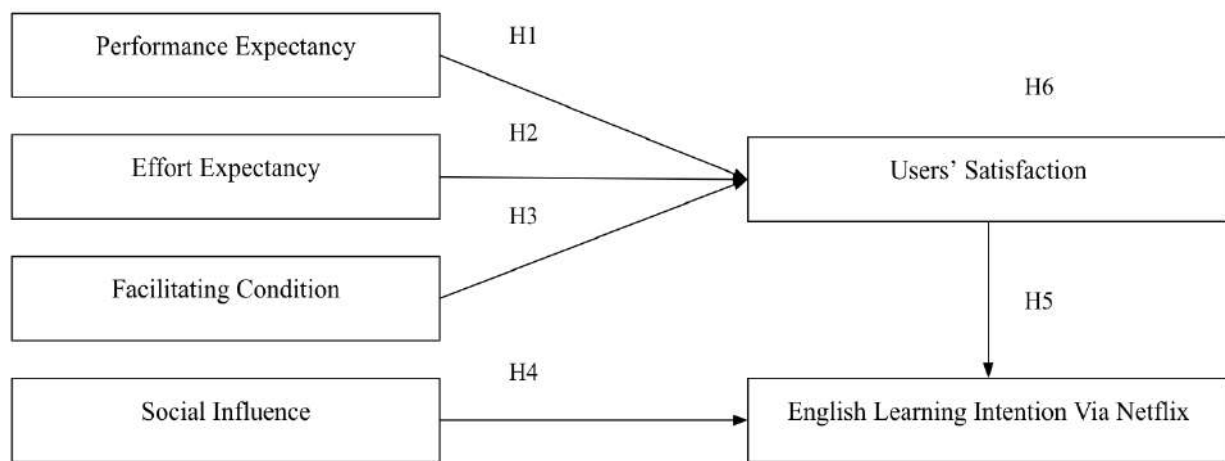 Performance Expectancy
H1
H6
Effort Expectancy
H2
Users’ Satisfaction
H3
Facilitating Condition
H5
H4
Social Influence
English Learning Intention Via Netflix